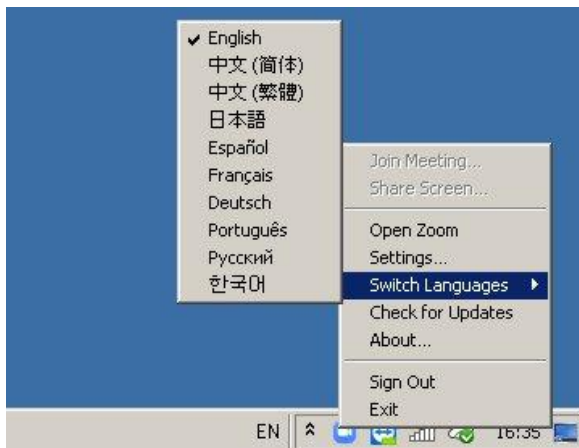 English
中文 (简体)
中文 (繁體)
日本語
Español
Français
Deutsch
Português
Русский
한국어
Join Meeting...
Share Screen...
Open Zoom
Settings...
Switch Languages
Check for Updates
About...
Sign Out
Exit
EN
16:35